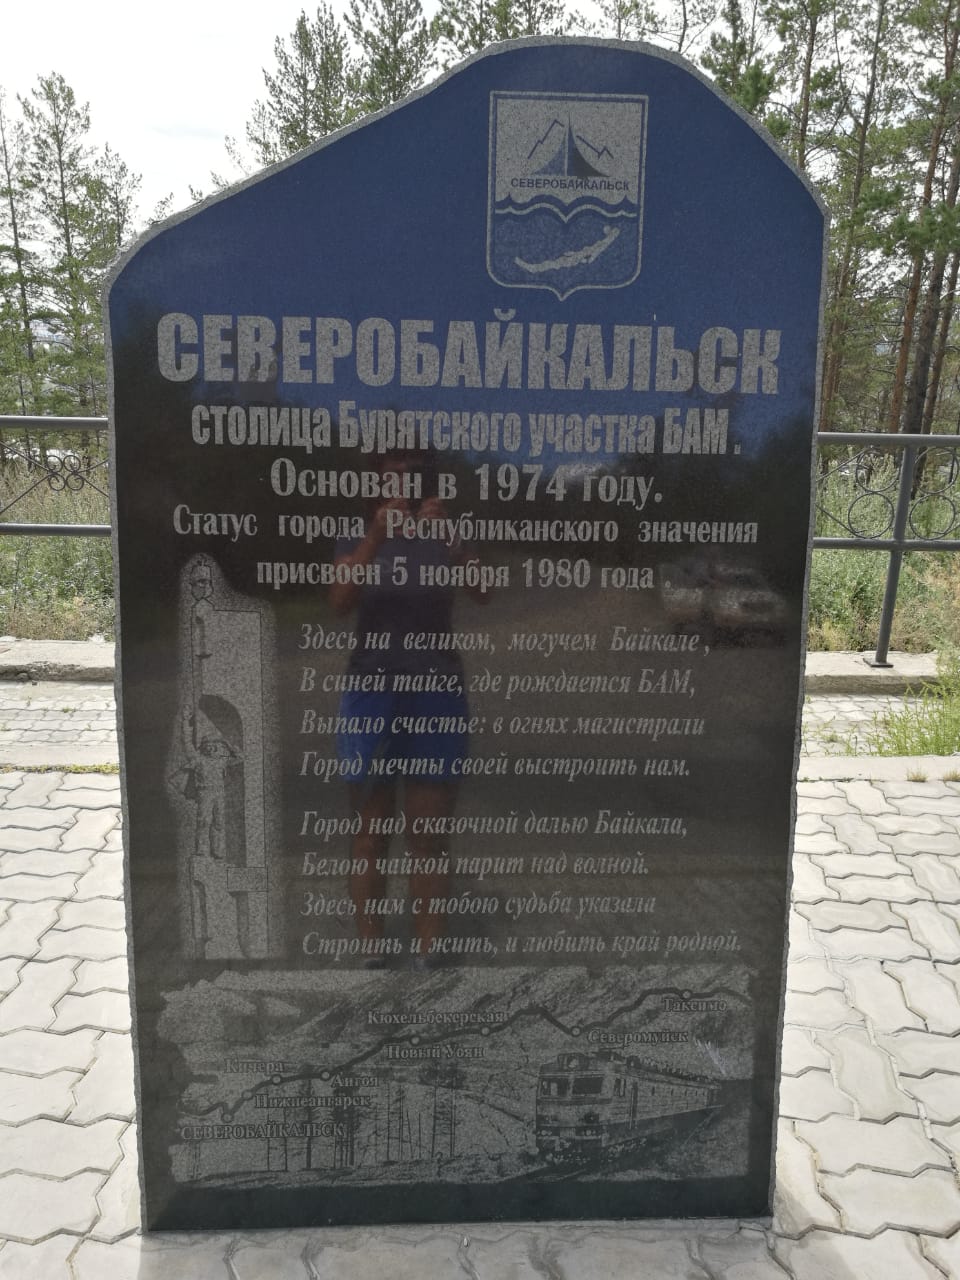 СЕВЕРОБАЙКАЛЬСК
СЕВЕРОБАЙКАЛЬСК
столица Бурятского участка БАМ.
Основан в 1974 году.
Статус города Республиканского значения
присвоен 5 ноября 1980 года.
Здесь на великом, могучем Байкале,
В синей тайге, где рождается БАМ,
Выпало счастье: в огнях магистрали
Город мечты своей выстроить нам.
Город над сказочной далью Байкала,
Белою чайкой парит над волной.
Здесь нам с тобою судьба указала
Строить и жить, и любить край родной.
Таксимо
Кюхельбекерская
Северомуйск
Новый Уоян
Кичера
Ангоя
Нижнеангарск
СЕВЕРОБАЙКАЛЬСК